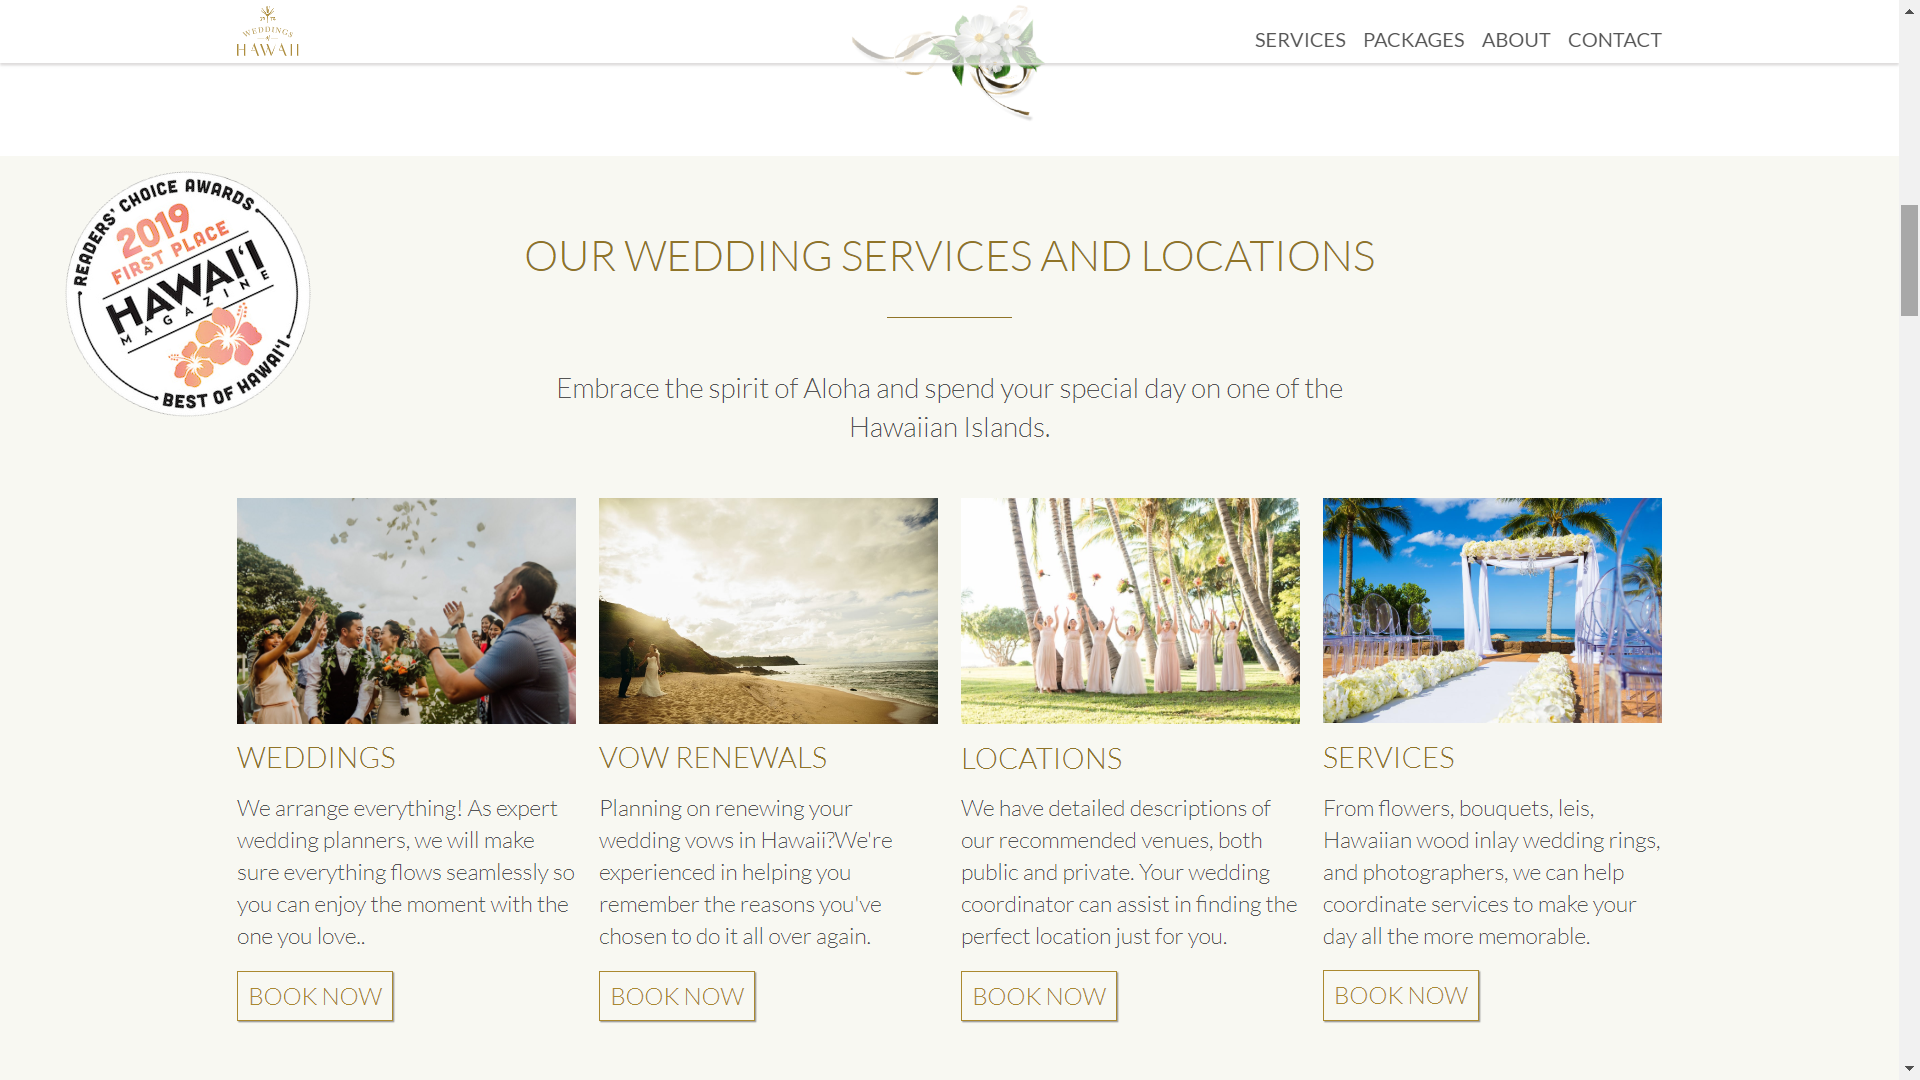 WEDDINGS
of
HAWAII
SERVICES PACKAGES ABOUT CONTACT
READERS' CHOICE AWARDS
2019
FIRST PLACE
HAWAI‘I
MAGAZINE
BEST OF HAWAI‘I
OUR WEDDING SERVICES AND LOCATIONS
Embrace the spirit of Aloha and spend your special day on one of the
Hawaiian Islands.
WEDDINGS
We arrange everything! As expert
wedding planners, we will make
sure everything flows seamlessly so
you can enjoy the moment with the
one you love..
BOOK NOW
VOW RENEWALS
Planning on renewing your
wedding vows in Hawaii?We're
experienced in helping you
remember the reasons you've
chosen to do it all over again.
BOOK NOW
LOCATIONS
We have detailed descriptions of
our recommended venues, both
public and private. Your wedding
coordinator can assist in finding the
perfect location just for you.
BOOK NOW
SERVICES
From flowers, bouquets, leis,
Hawaiian wood inlay wedding rings,
and photographers, we can help
coordinate services to make your
day all the more memorable.
BOOK NOW